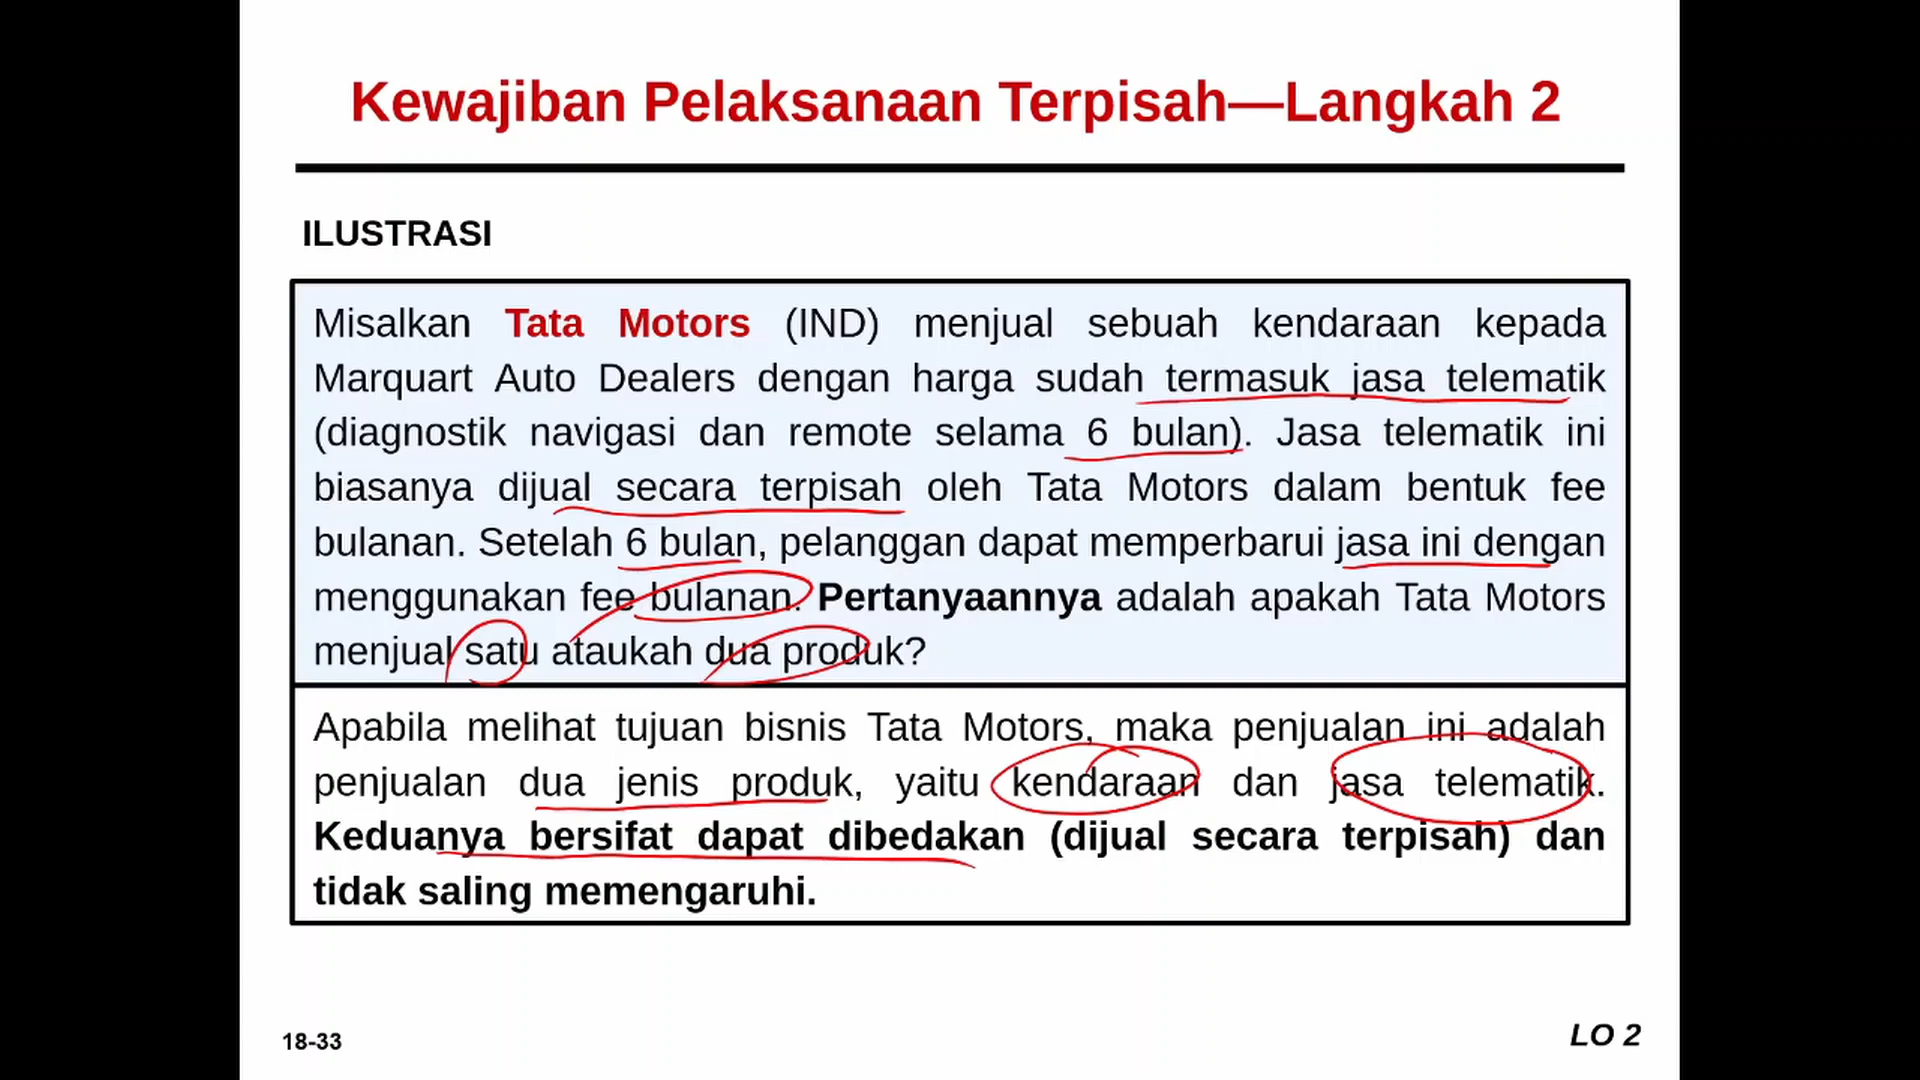 Kewajiban Pelaksanaan Terpisah—Langkah 2
ILUSTRASI
Misalkan Tata Motors (IND) menjual sebuah kendaraan kepada
Marquart Auto Dealers dengan harga sudah termasuk jasa telematik
(diagnostik navigasi dan remote selama 6 bulan). Jasa telematik ini
biasanya dijual secara terpisah oleh Tata Motors dalam bentuk fee
bulanan. Setelah 6 bulan, pelanggan dapat memperbarui jasa ini dengan
menggunakan fee bulanan. Pertanyaannya adalah apakah Tata Motors
menjual satu ataukah dua produk?
Apabila melihat tujuan bisnis Tata Motors, maka penjualan ini adalah
penjualan dua jenis produk, yaitu kendaraan dan jasa telematik.
Keduanya bersifat dapat dibedakan (dijual secara terpisah) dan
tidak saling memengaruhi.
18-33
LO 2